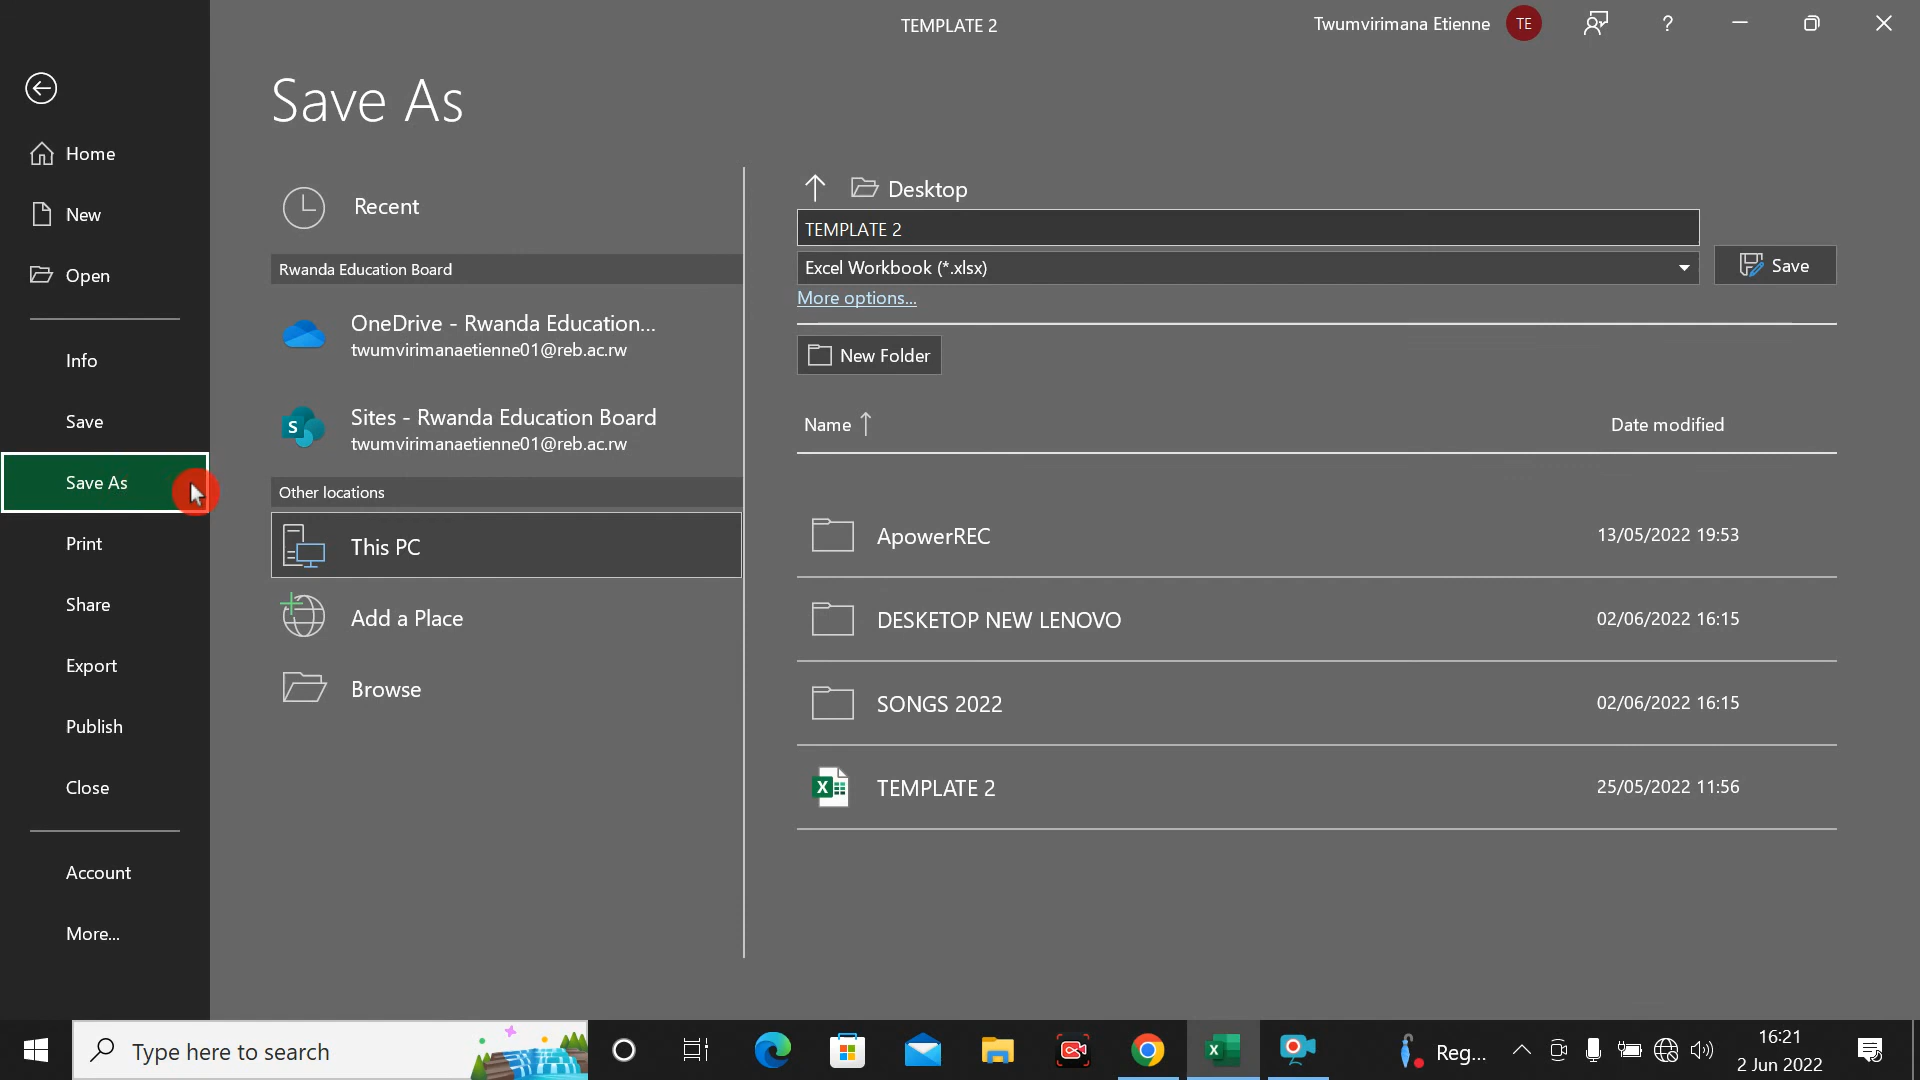 TEMPLATE 2
Twumvirimana Etienne
TE
?
Save As
Home
New
Open
Info
Save
Save As
Print
Share
Export
Publish
Close
Account
More...
Recent
Rwanda Education Board
OneDrive - Rwanda Education...
twumvirimanaetienne01@reb.ac.rw
S
Sites - Rwanda Education Board
twumvirimanaetienne01@reb.ac.rw
Other locations
This PC
Add a Place
Browse
Desktop
TEMPLATE 2
Excel Workbook (*.xlsx)
Save
More options...
New Folder
Name
Date modified
ApowerREC
13/05/2022 19:53
DESKETOP NEW LENOVO
02/06/2022 16:15
SONGS 2022
02/06/2022 16:15
X
TEMPLATE 2
25/05/2022 11:56
Type here to search
X
Reg...
16:21
2 Jun 2022